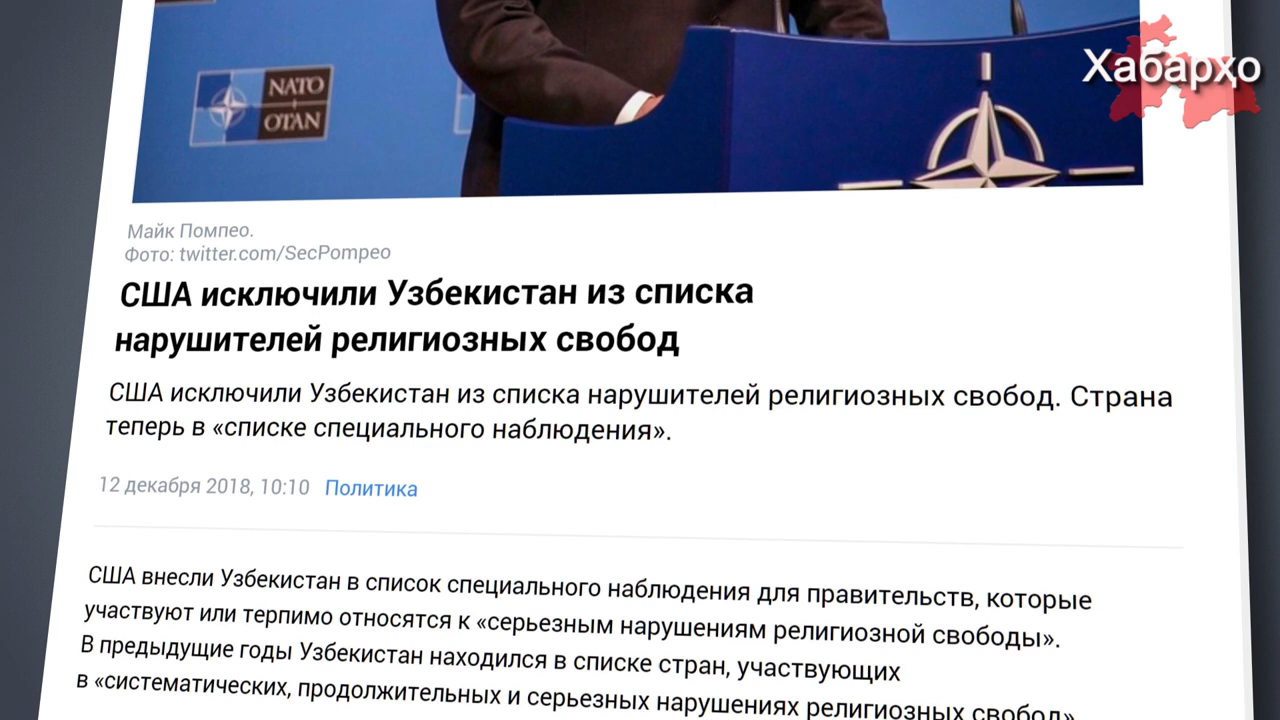 Хабарҳо
NATO
OTAN
Майк Помпео.
Фото: twitter.com/SecPompeo
США исключили Узбекистан из списка
нарушителей религиозных свобод
США исключили Узбекистан из списка нарушителей религиозных свобод. Страна
теперь в «списке специального наблюдения».
12 декабря 2018, 10:10 Политика
США внесли Узбекистан в список специального наблюдения для правительств, которые
участвуют или терпимо относятся к «серьезным нарушениям религиозной свободы».
В предыдущие годы Узбекистан находился в списке стран, участвующих
в «систематических, продолжительных и серьезных нарушениях религиозных свобод»